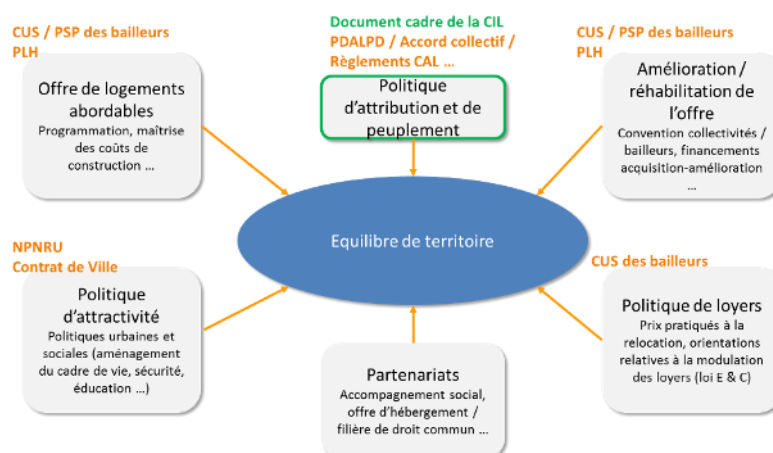 Document cadre de la CIL
PDALPD / Accord collectif /
Règlements CAL ...
CUS / PSP des bailleurs
PLH
Offre de logements
abordables
Programmation, maîtrise
des coûts de
construction ...
Politique
d'attribution et de
peuplement
CUS / PSP des bailleurs
PLH
Amélioration /
réhabilitation de
l'offre
Convention collectivités /
bailleurs, financements
acquisition-amélioration
...
Equilibre de territoire
NPNRU
Contrat de Ville
Politique
d'attractivité
Politiques urbaines et
sociales (aménagement
du cadre de vie, sécurité,
éducation ...)
Partenariats
Accompagnement social,
offre d'hébergement /
filière de droit commun ...
CUS des bailleurs
Politique de loyers
Prix pratiqués à la
relocation, orientations
relatives à la modulation
des loyers (loi E & C)